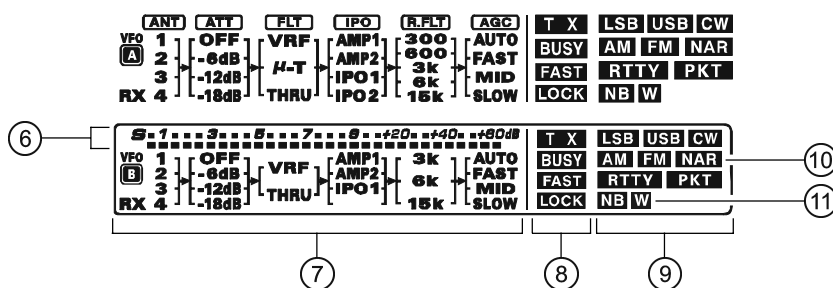 ANT ATT FLT IPO R.FLT AGC T X LSB USB CW
VFO 1 OFF VRF AMP1 300 AUTO BUSY AM FM NAR
A 2 -6dB μ-T AMP2 600 FAST FAST RTTY PKT
3 -12dB IPO1 3k MID LOCK NB W
RX 4 -18dB THRU IPO2 6k SLOW
15k
6 S 1 3 5 7 9 +20 +40 +60dB T X LSB USB CW
VFO 1 OFF VRF AMP1 3k AUTO BUSY AM FM NAR 10
B 2 -6dB AMP2 6k FAST FAST RTTY PKT
3 -12dB THRU IPO1 MID LOCK NB W 11
RX 4 -18dB 15k SLOW
7 8 9